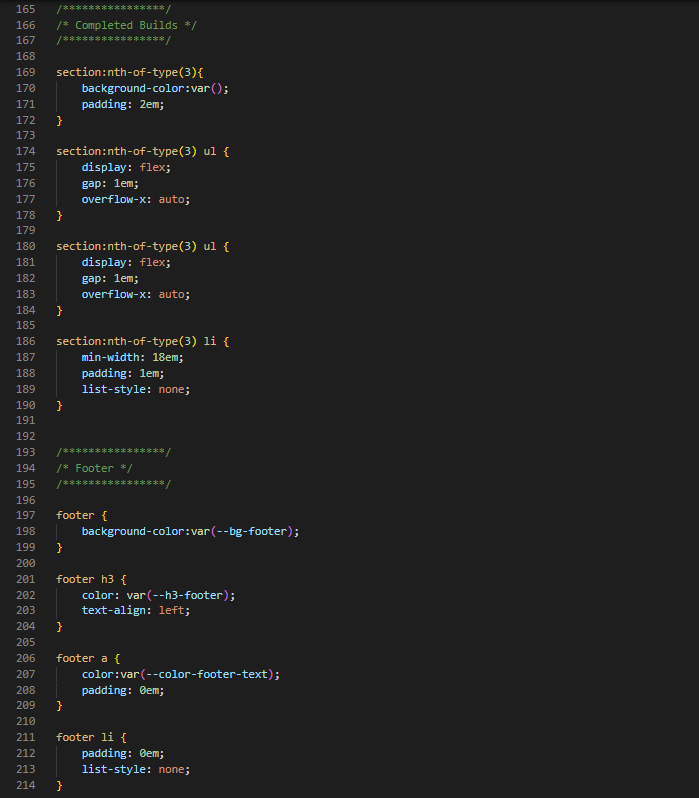 165 /****************/
166 /* Completed Builds */
167 /****************/
168
169 section:nth-of-type(3){
170     background-color:var();
171     padding: 2em;
172 }
173
174 section:nth-of-type(3) ul {
175     display: flex;
176     gap: 1em;
177     overflow-x: auto;
178 }
179
180 section:nth-of-type(3) ul {
181     display: flex;
182     gap: 1em;
183     overflow-x: auto;
184 }
185
186 section:nth-of-type(3) li {
187     min-width: 18em;
188     padding: 1em;
189     list-style: none;
190 }
191
192
193 /****************/
194 /* Footer */
195 /****************/
196
197 footer {
198     background-color:var(--bg-footer);
199 }
200
201 footer h3 {
202     color: var(--h3-footer);
203     text-align: left;
204 }
205
206 footer a {
207     color:var(--color-footer-text);
208     padding: 0em;
209 }
210
211 footer li {
212     padding: 0em;
213     list-style: none;
214 }